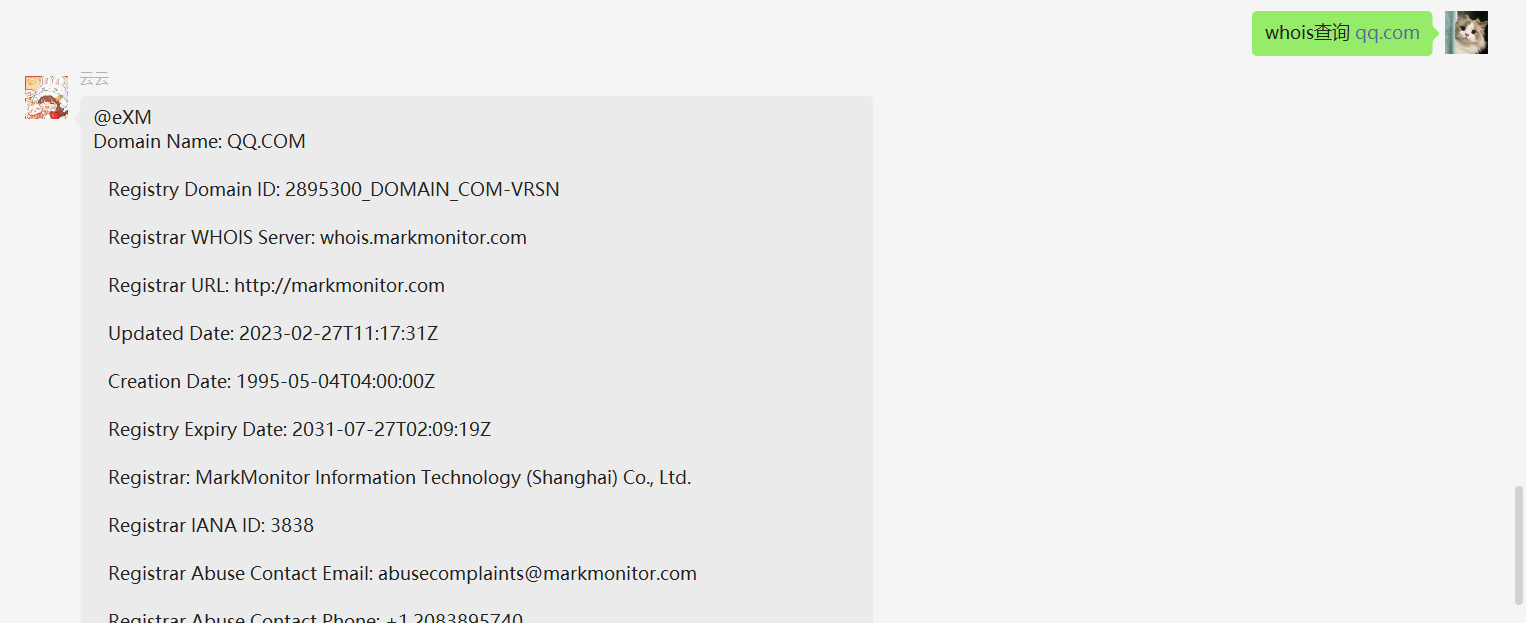 whois查询 qq.com
云云
@eXM
Domain Name: QQ.COM
Registry Domain ID: 2895300_DOMAIN_COM-VRSN
Registrar WHOIS Server: whois.markmonitor.com
Registrar URL: http://markmonitor.com
Updated Date: 2023-02-27T11:17:31Z
Creation Date: 1995-05-04T04:00:00Z
Registry Expiry Date: 2031-07-27T02:09:19Z
Registrar: MarkMonitor Information Technology (Shanghai) Co., Ltd.
Registrar IANA ID: 3838
Registrar Abuse Contact Email: abusecomplaints@markmonitor.com
Registrar Abuse Contact Phone: +1.2083895740